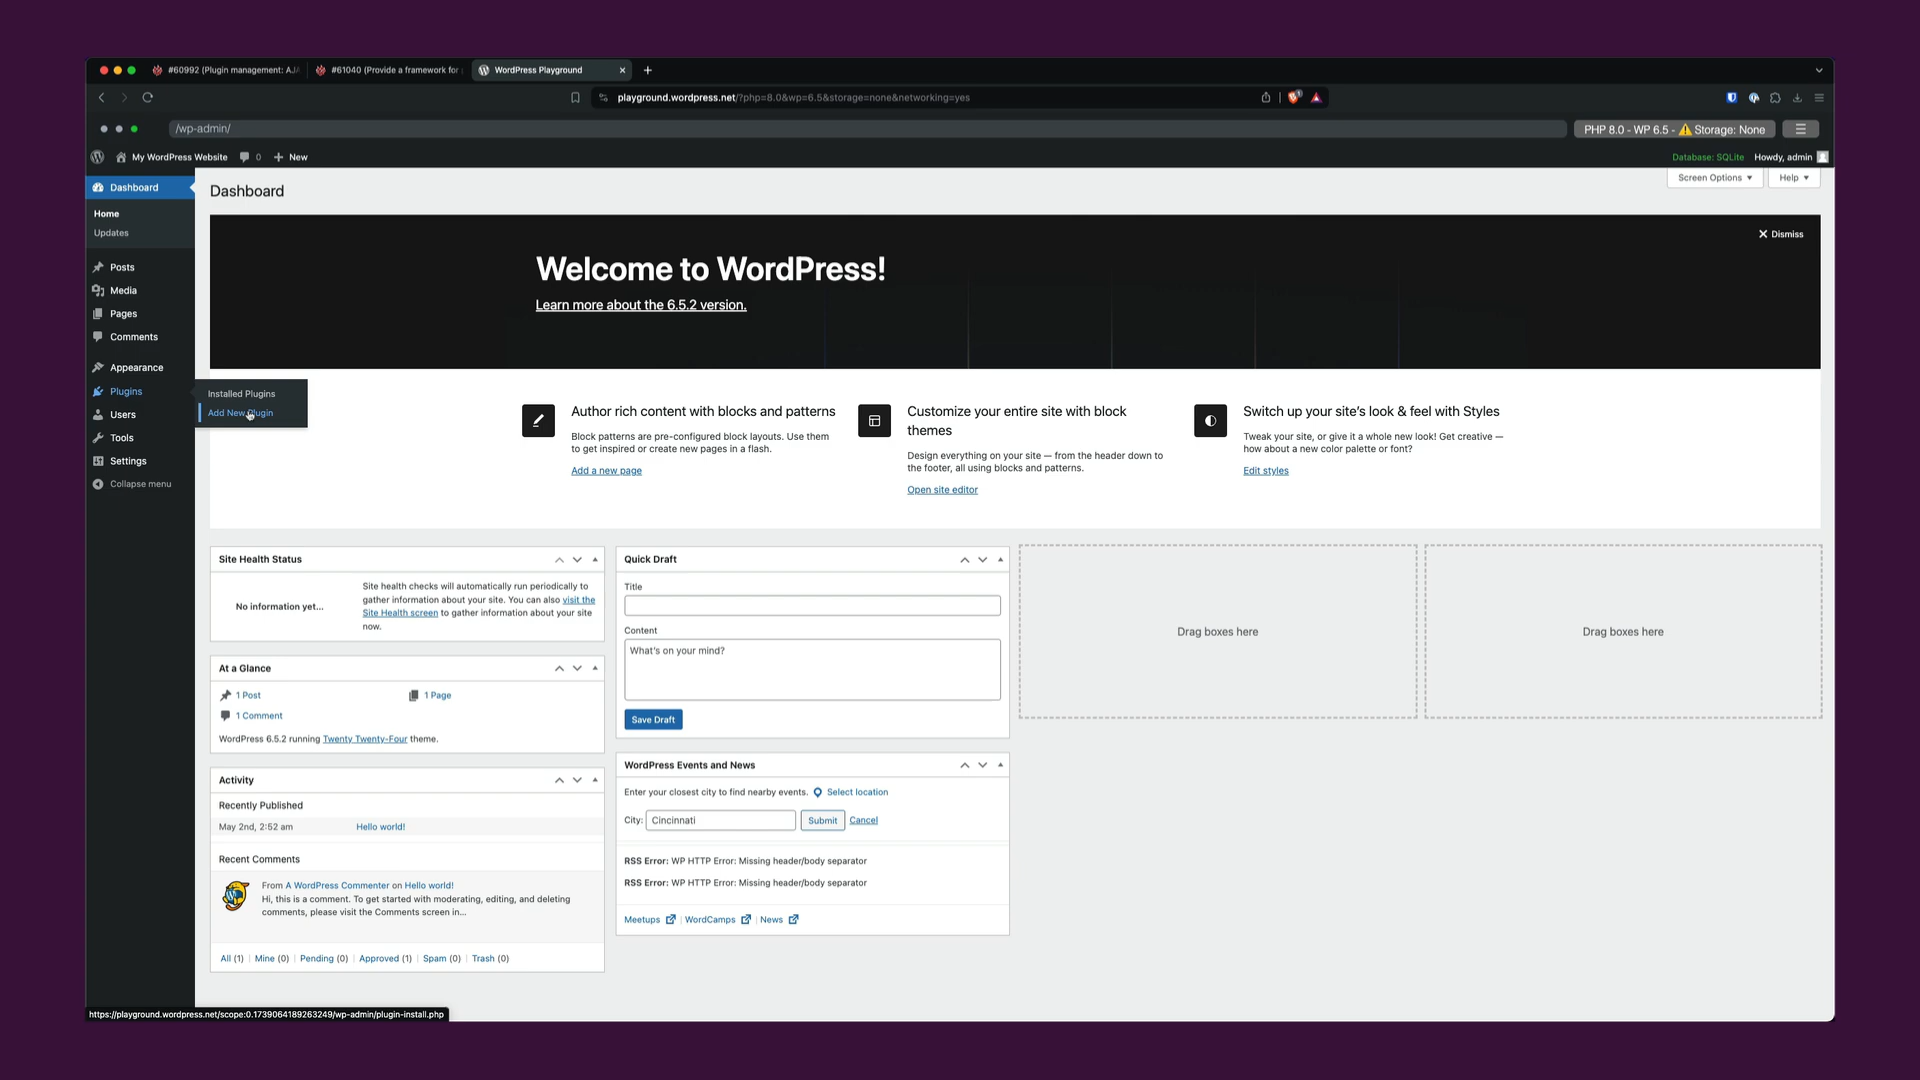 #60992 (Plugin management: AJA
#61040 (Provide a framework for
WordPress Playground
playground.wordpress.net/?php=8.0&wp=6.5&storage=none&networking=yes
/wp-admin/
PHP 8.0 - WP 6.5 - ⚠️ Storage: None
My WordPress Website
0
New
Database: SQLite
Howdy, admin
Dashboard
Home
Updates
Posts
Media
Pages
Comments
Appearance
Plugins
Users
Tools
Settings
Collapse menu
Installed Plugins
Add New Plugin
Dashboard
Screen Options
Help
Dismiss
Welcome to WordPress!
Learn more about the 6.5.2 version.
Author rich content with blocks and patterns
Block patterns are pre-configured block layouts. Use them
to get inspired or create new pages in a flash.
Add a new page
Customize your entire site with block
themes
Design everything on your site — from the header down to
the footer, all using blocks and patterns.
Open site editor
Switch up your site's look & feel with Styles
Tweak your site, or give it a whole new look! Get creative —
how about a new color palette or font?
Edit styles
Site Health Status
No information yet...
Site health checks will automatically run periodically to
gather information about your site. You can also visit the
Site Health screen to gather information about your site
now.
At a Glance
1 Post
1 Page
1 Comment
WordPress 6.5.2 running Twenty Twenty-Four theme.
Activity
Recently Published
May 2nd, 2:52 am
Hello world!
Recent Comments
From A WordPress Commenter on Hello world!
Hi, this is a comment. To get started with moderating, editing, and deleting
comments, please visit the Comments screen in...
All (1) | Mine (0) | Pending (0) | Approved (1) | Spam (0) | Trash (0)
Quick Draft
Title
Content
What's on your mind?
Save Draft
WordPress Events and News
Enter your closest city to find nearby events.
Select location
City:
Cincinnati
Submit
Cancel
RSS Error: WP HTTP Error: Missing header/body separator
RSS Error: WP HTTP Error: Missing header/body separator
Meetups | WordCamps | News
Drag boxes here
Drag boxes here
https://playground.wordpress.net/scope:0.1739064189263249/wp-admin/plugin-install.php